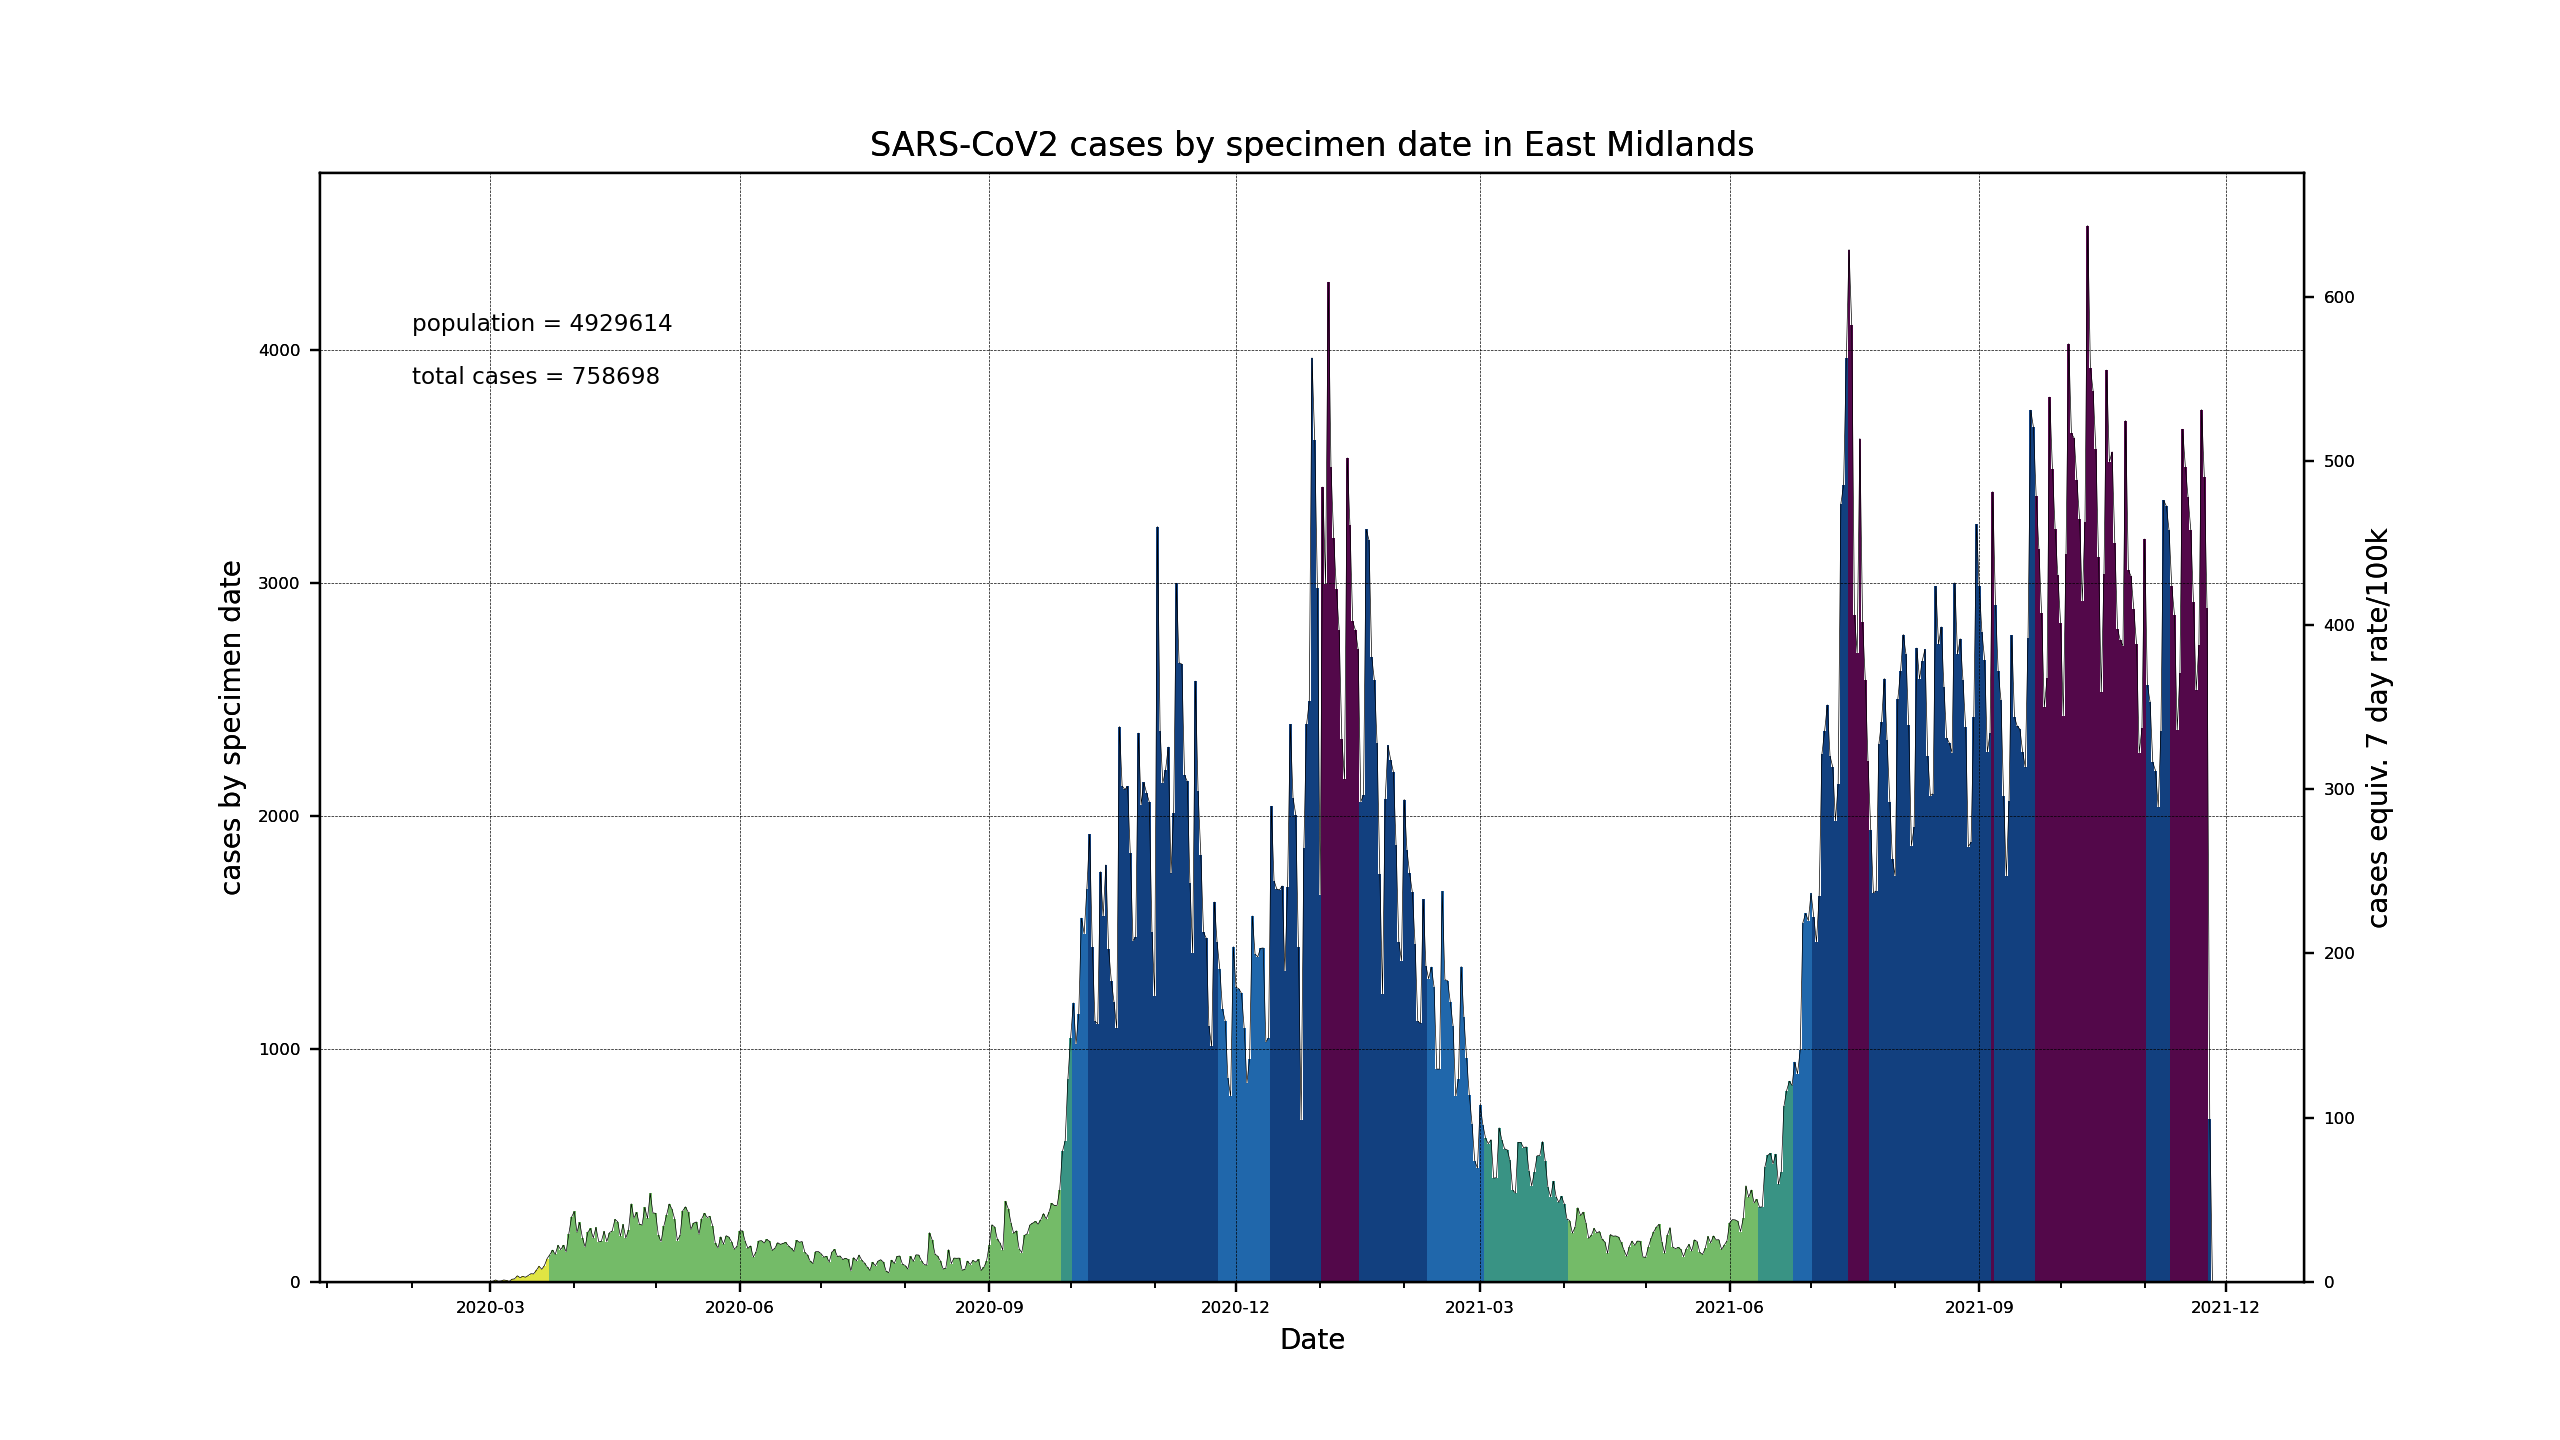 SARS-CoV2 cases by specimen date in East Midlands
population = 4929614
total cases = 758698
cases by specimen date
4000
3000
2000
1000
0
600
500
400
300
200
100
0
cases equiv. 7 day rate/100k
2020-03 2020-06 2020-09 2020-12 2021-03 2021-06 2021-09 2021-12
Date